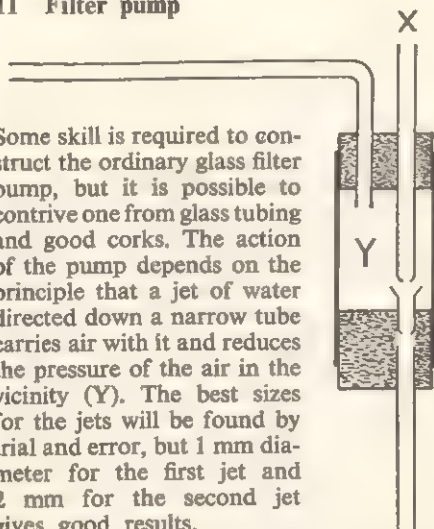 11 Filter pump
X
Some skill is required to con-
struct the ordinary glass filter
pump, but it is possible to
contrive one from glass tubing
and good corks. The action
of the pump depends on the
principle that a jet of water
directed down a narrow tube
carries air with it and reduces
the pressure of the air in the
vicinity (Y). The best sizes
for the jets will be found by
trial and error, but 1 mm dia-
meter for the first jet and
2 mm for the second jet
gives good results.
Y